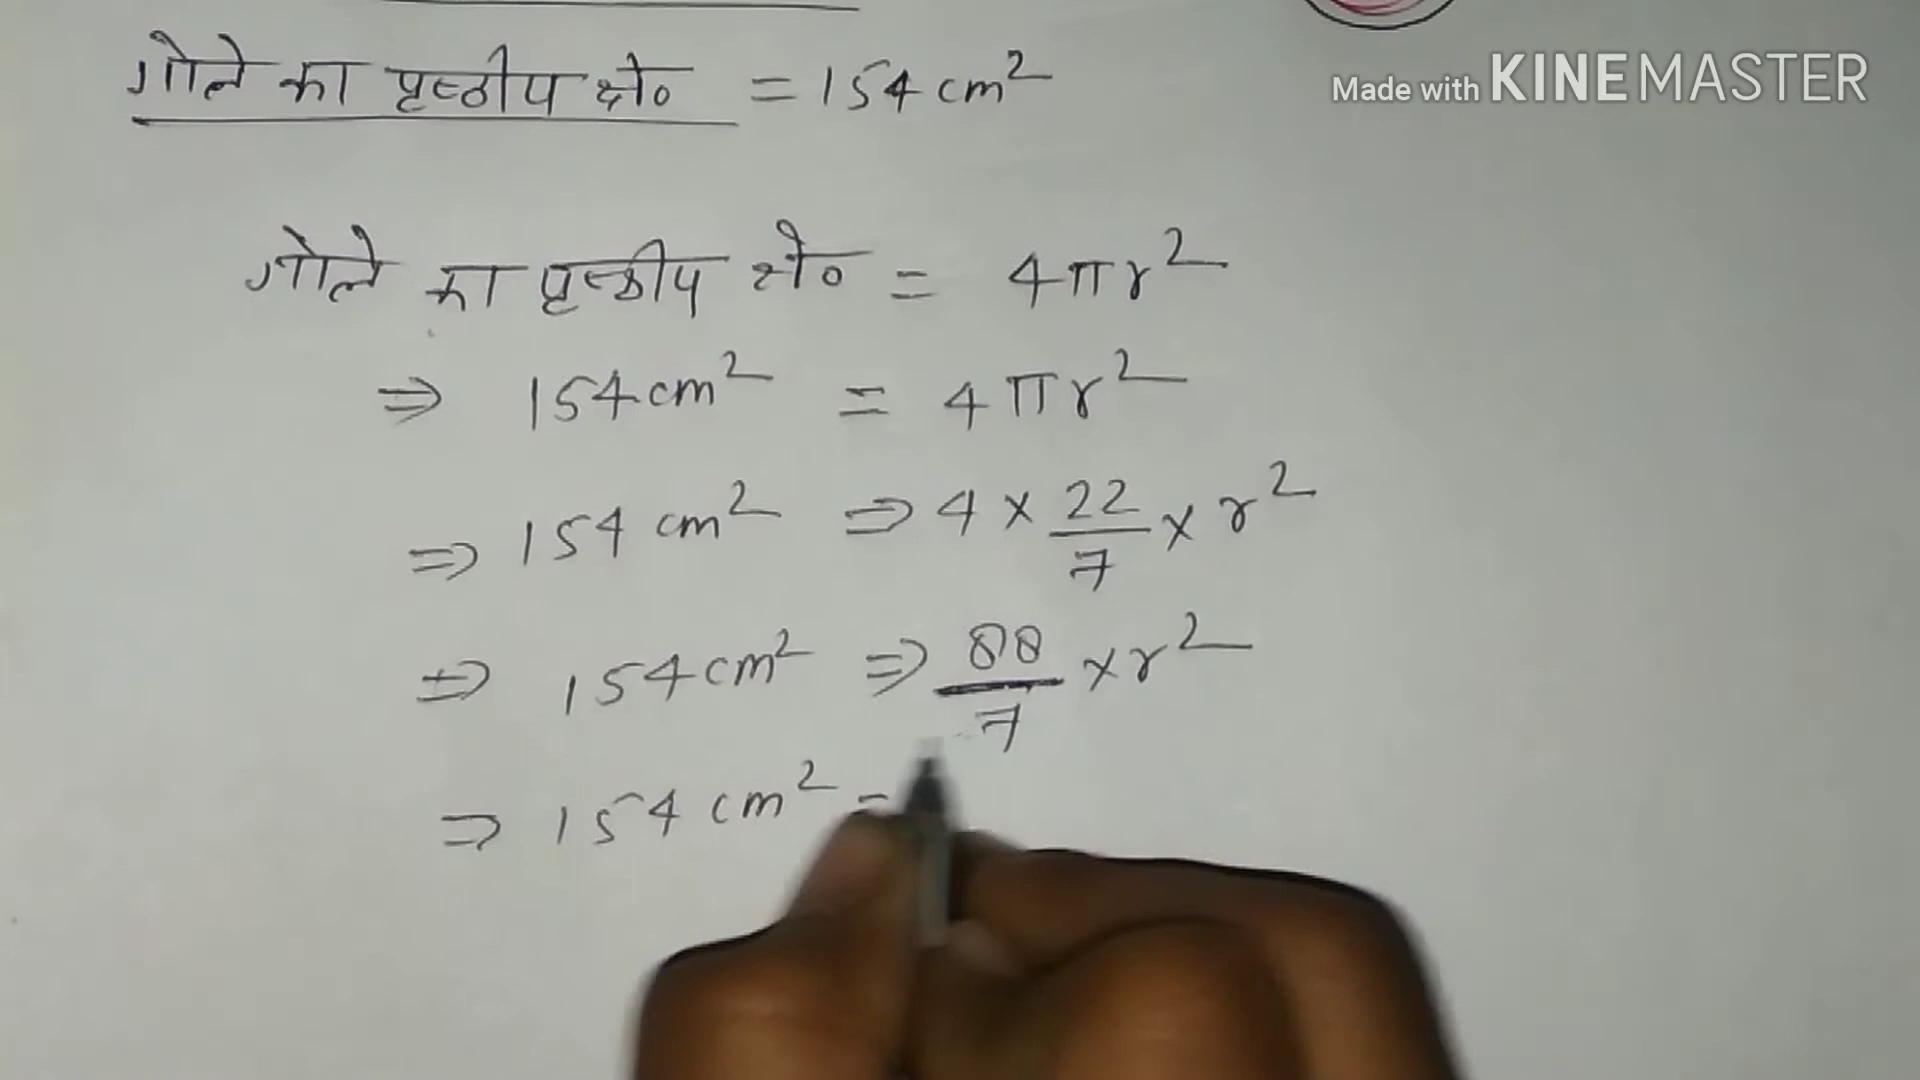 गोले का पृष्ठीय क्षे० = 154 cm²
Made with KINEMASTER
गोले का पृष्ठीय क्षे० = 4πr²
⇒ 154 cm² = 4πr²
⇒ 154 cm² ⇒ 4 × 22/7 × r²
⇒ 154 cm² ⇒ 88/7 × r²
⇒ 154 cm² =